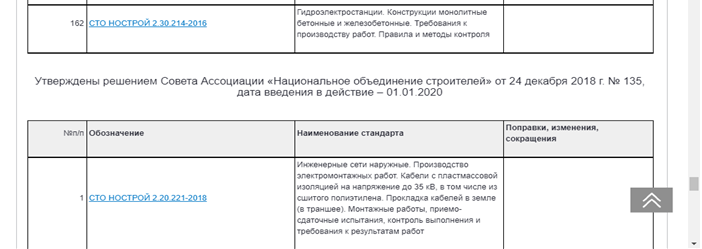 162 СТО НОСТРОЙ 2.30.214-2016
Гидроэлектростанции. Конструкции монолитные
бетонные и железобетонные. Требования к
производству работ. Правила и методы контроля
Утверждены решением Совета Ассоциации «Национальное объединение строителей» от 24 декабря 2018 г. № 135,
дата введения в действие – 01.01.2020
№п/п Обозначение Наименование стандарта
Поправки, изменения,
сокращения
1 СТО НОСТРОЙ 2.20.221-2018
Инженерные сети наружные. Производство
электромонтажных работ. Кабели с пластмассовой
изоляцией на напряжение до 35 кВ, в том числе из
сшитого полиэтилена. Прокладка кабелей в земле
(в траншее). Монтажные работы, приемо-
сдаточные испытания, контроль выполнения и
требования к результатам работ